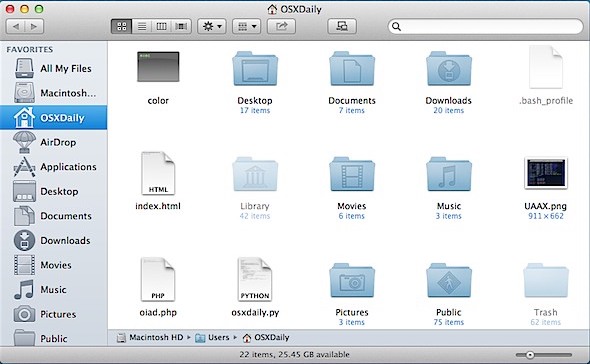 OSXDaily
FAVORITES
All My Files
Macintosh...
OSXDaily
AirDrop
Applications
Desktop
Documents
Downloads
Movies
Music
Pictures
Public
color
Desktop
17 items
Documents
7 items
Downloads
20 items
.bash_profile
HTML
index.html
Library
42 items
Movies
6 items
Music
3 items
UAAX.png
911 × 662
PHP
oiad.php
PYTHON
osxdaily.py
Pictures
3 items
Public
75 items
Trash
62 items
Macintosh HD ▸ Users ▸ OSXDaily
22 items, 25.45 GB available